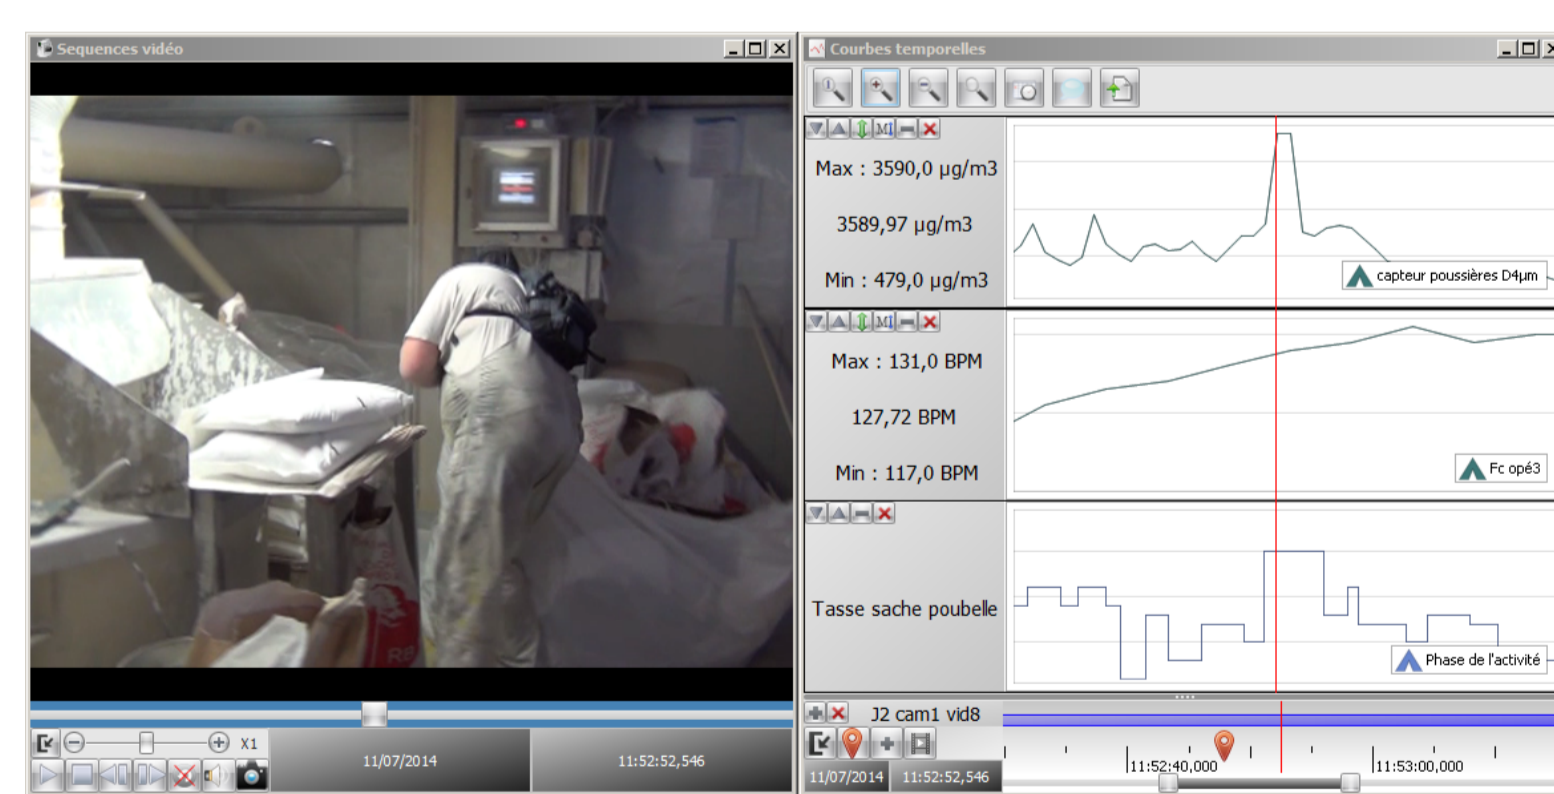 Sequences vidéo
RB
X1
11/07/2014
11:52:52,546
Courbes temporelles
Max : 3590,0 µg/m3
3589,97 µg/m3
Min : 479,0 µg/m3
capteur poussières D4µm
Max : 131,0 BPM
127,72 BPM
Min : 117,0 BPM
Fc opé3
Tasse sache poubelle
Phase de l'activité
J2 cam1 vid8
11/07/2014
11:52:52,546
11:52:40,000
11:53:00,000